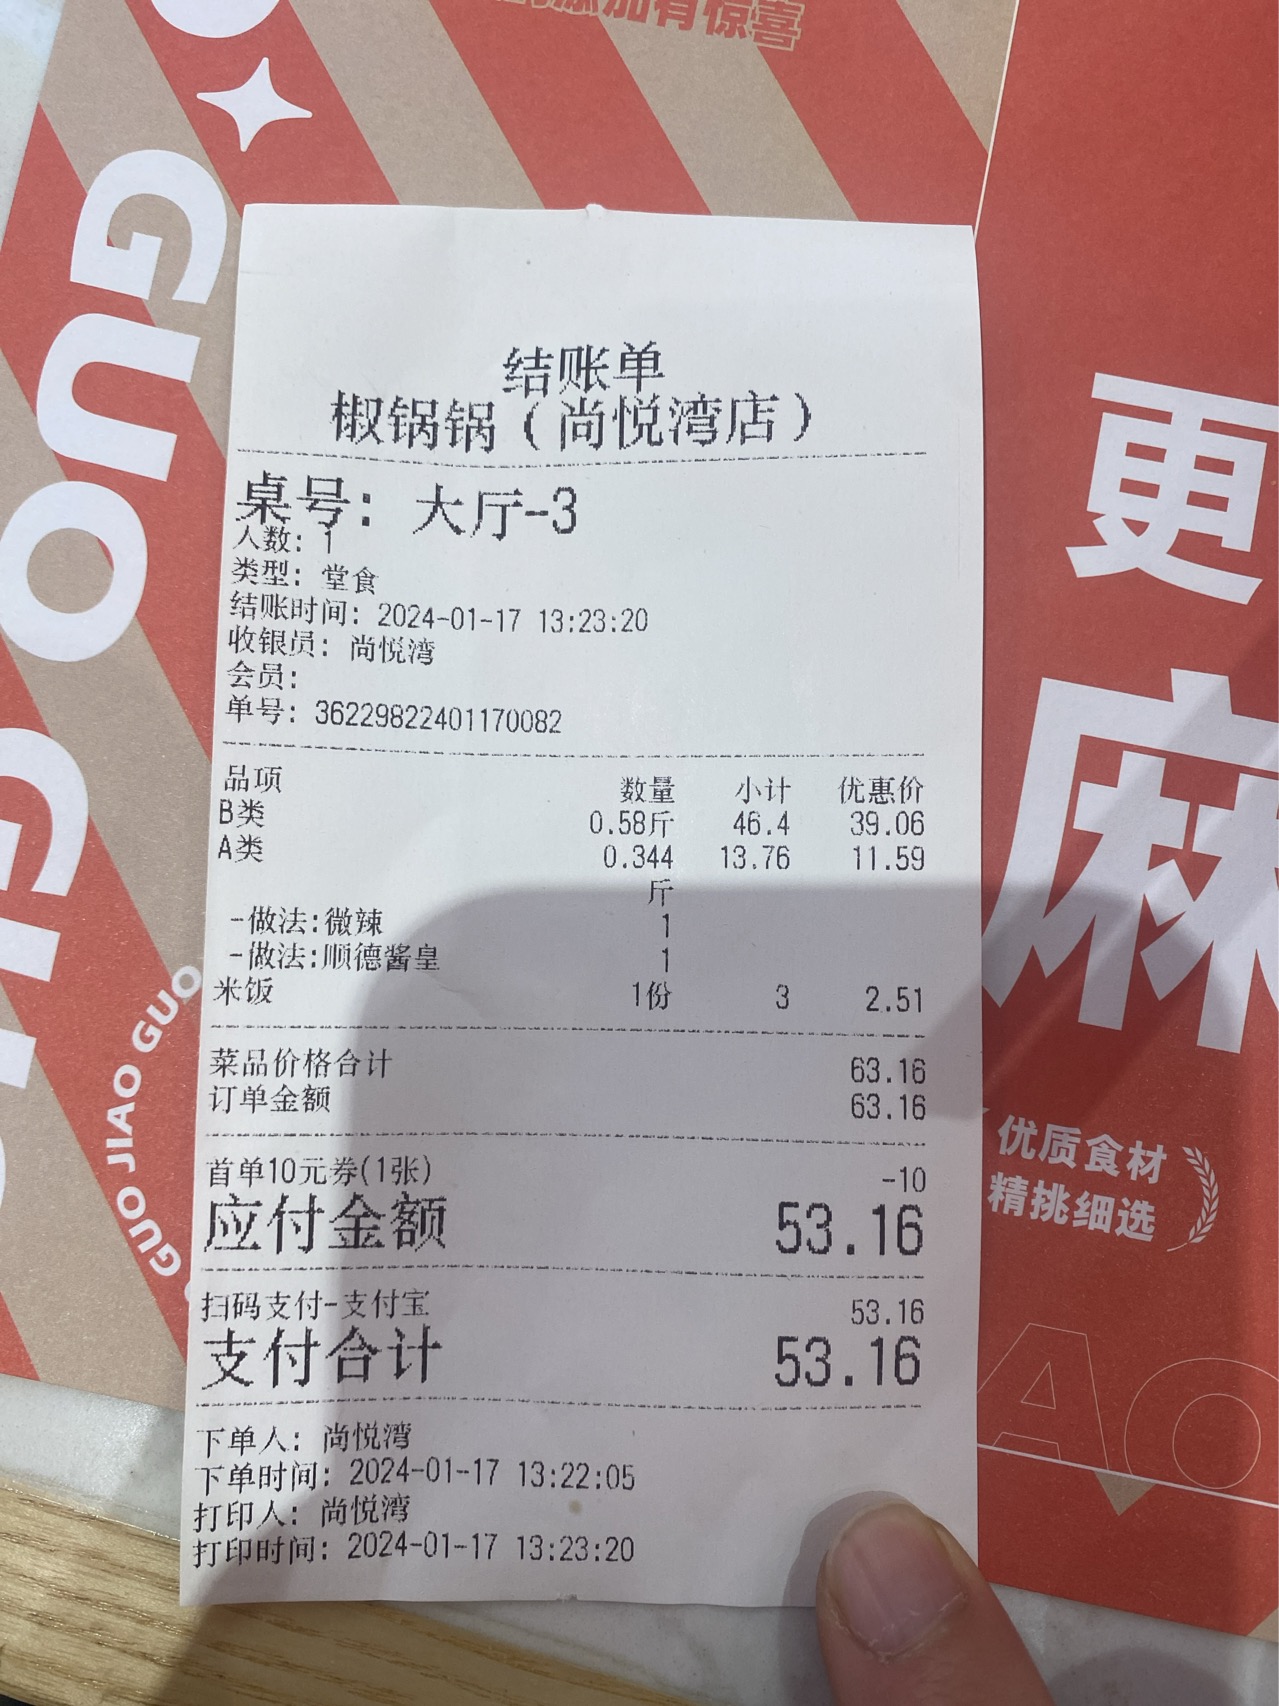 添加有惊喜
GUO
GUO JIAO GUO
结账单
椒锅锅（尚悦湾店）
桌号： 大厅-3
人数: 1
类型: 堂食
结账时间: 2024-01-17 13:23:20
收银员: 尚悦湾
会员:
单号: 36229822401170082
品项 数量 小计 优惠价
B类 0.58斤 46.4 39.06
A类 0.344 13.76 11.59
斤
-做法:微辣 1
-做法:顺德酱皇 1
米饭 1份 3 2.51
菜品价格合计 63.16
订单金额 63.16
首单10元券(1张) -10
应付金额 53.16
扫码支付-支付宝 53.16
支付合计 53.16
下单人: 尚悦湾
下单时间: 2024-01-17 13:22:05
打印人: 尚悦湾
打印时间: 2024-01-17 13:23:20
更
麻
优质食材
精挑细选
AO